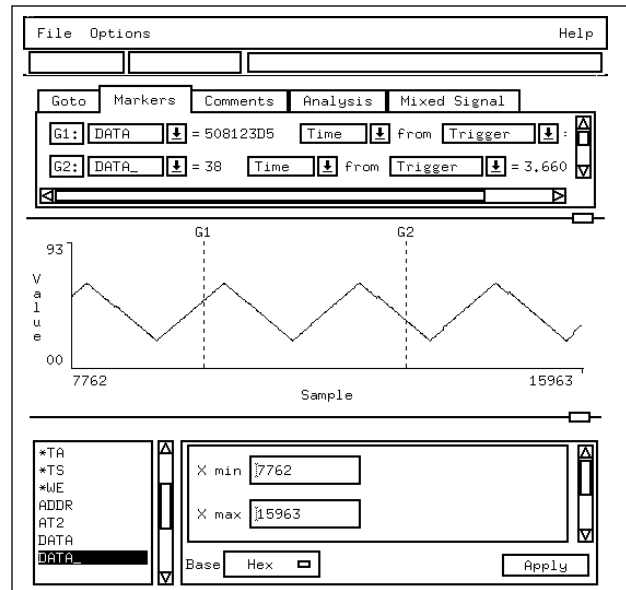 File Options Help
Goto Markers Comments Analysis Mixed Signal
G1: DATA = 508123D5 Time from Trigger :
G2: DATA_ = 38 Time from Trigger = 3.660
G1 G2
93
Value
00
7762 15963
Sample
*TA
*TS
*WE
ADDR
AT2
DATA
DATA_
X min 7762
X max 15963
Base Hex Apply